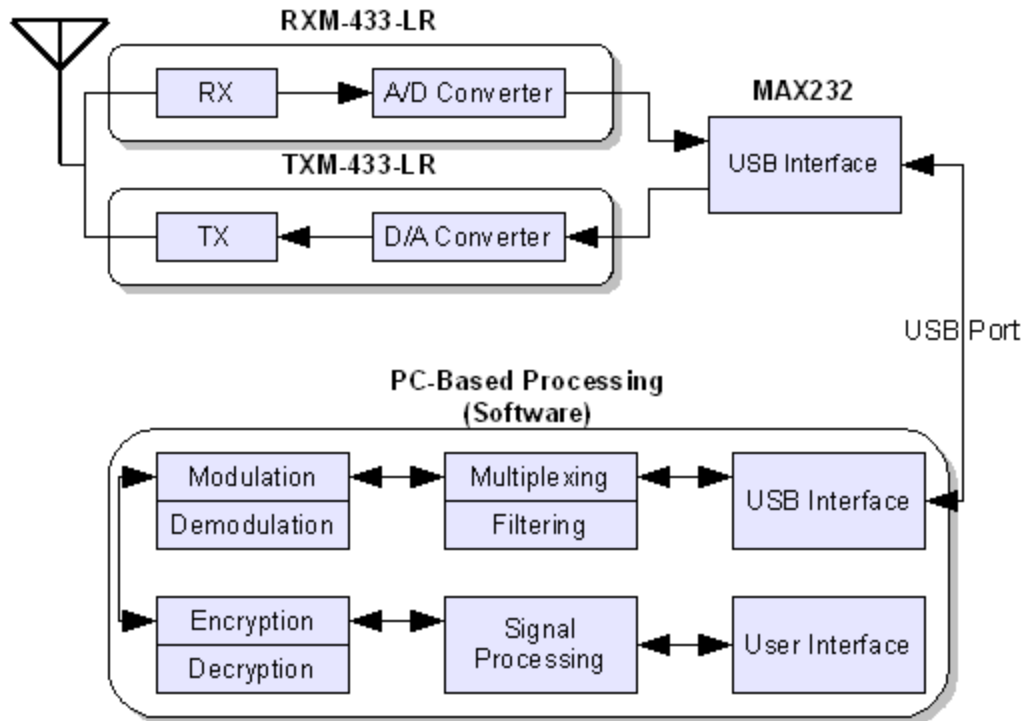 RXM-433-LR
RX
A/D Converter
MAX232
USB Interface
TXM-433-LR
TX
D/A Converter
USB Port
PC-Based Processing
(Software)
Modulation
Demodulation
Multiplexing
Filtering
USB Interface
Encryption
Decryption
Signal
Processing
User Interface